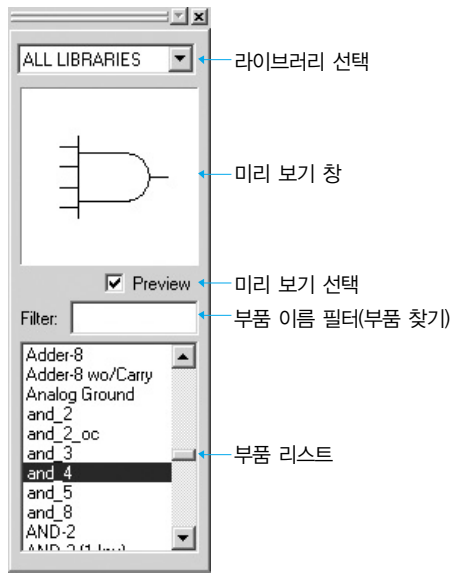 ALL LIBRARIES
라이브러리 선택
미리 보기 창
Preview
미리 보기 선택
Filter:
부품 이름 필터(부품 찾기)
Adder-8
Adder-8 wo/Carry
Analog Ground
and_2
and_2_oc
and_3
부품 리스트
and_4
and_5
and_8
AND-2